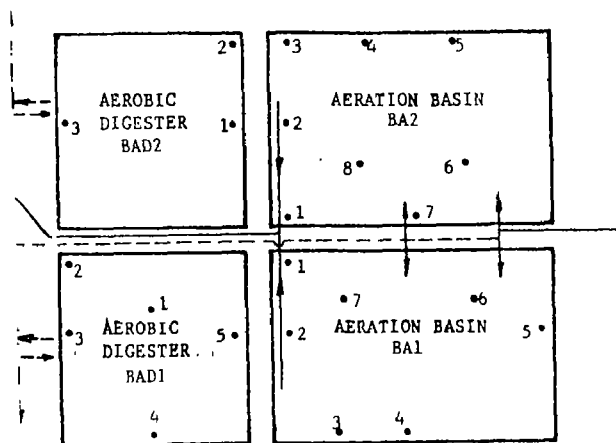 2 3 4 5
AEROBIC DIGESTER BAD2
AERATION BASIN BA2
3 1 2
8 6
1 7
2 1
1 7 6
AEROBIC DIGESTER BAD1
AERATION BASIN BA1
3 5 2 5
4 3 4